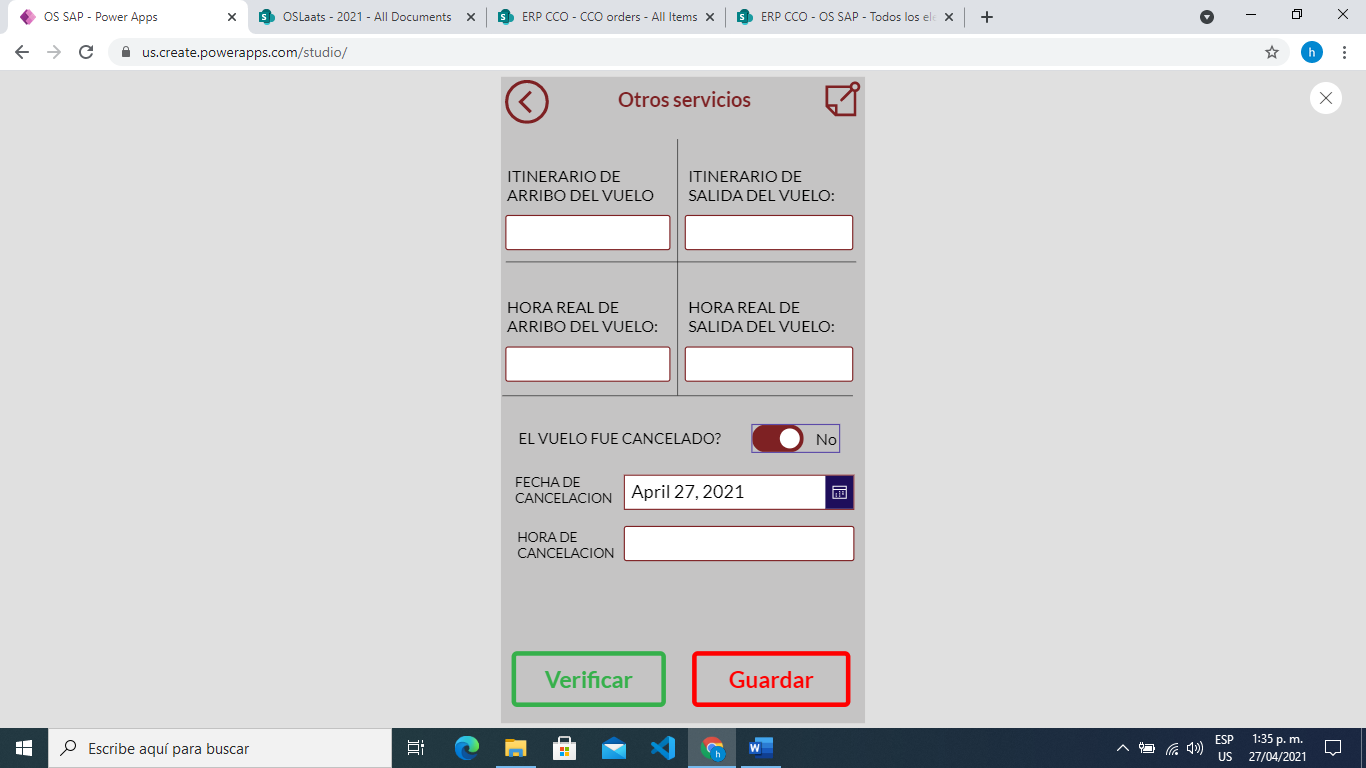 OS SAP - Power Apps
OSLaats - 2021 - All Documents
ERP CCO - CCO orders - All Items
ERP CCO - OS SAP - Todos los ele
us.create.powerapps.com/studio/
h
Otros servicios
ITINERARIO DE
ARRIBO DEL VUELO
ITINERARIO DE
SALIDA DEL VUELO:
HORA REAL DE
ARRIBO DEL VUELO:
HORA REAL DE
SALIDA DEL VUELO:
EL VUELO FUE CANCELADO?
No
FECHA DE
CANCELACION
April 27, 2021
HORA DE
CANCELACION
Verificar
Guardar
Escribe aquí para buscar
ESP
US
1:35 p. m.
27/04/2021